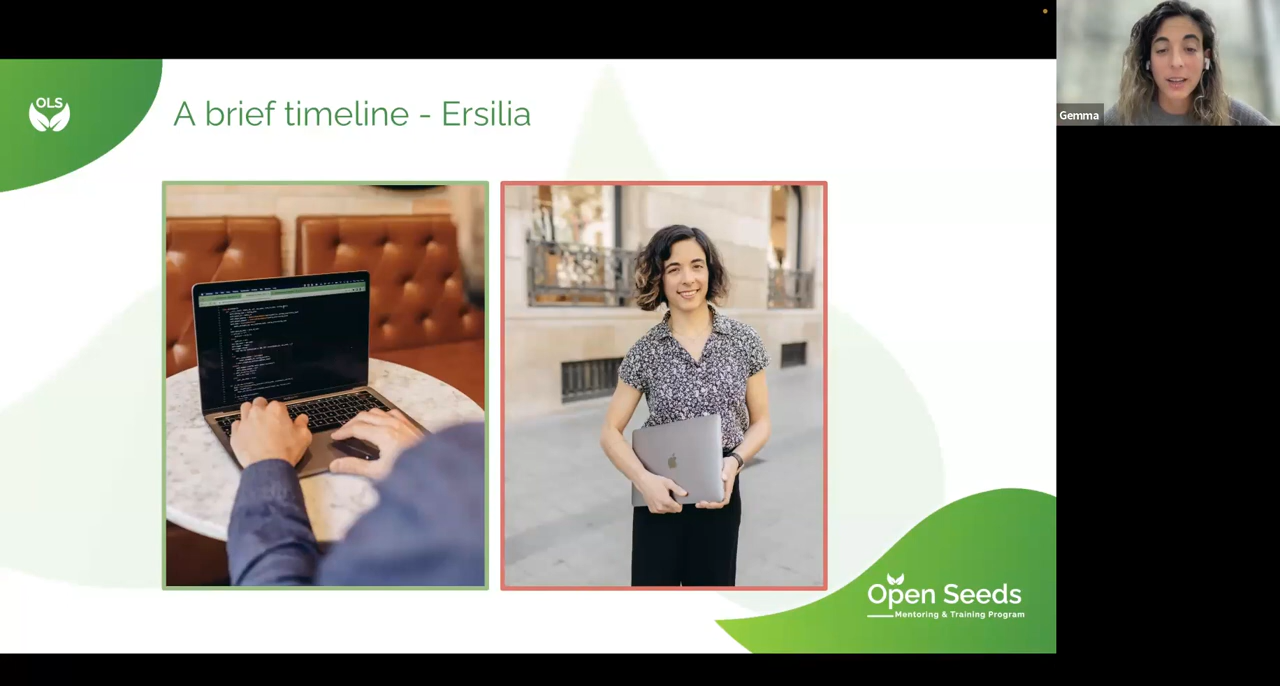 OLS
A brief timeline - Ersilia
Gemma
Open Seeds
Mentoring & Training Program